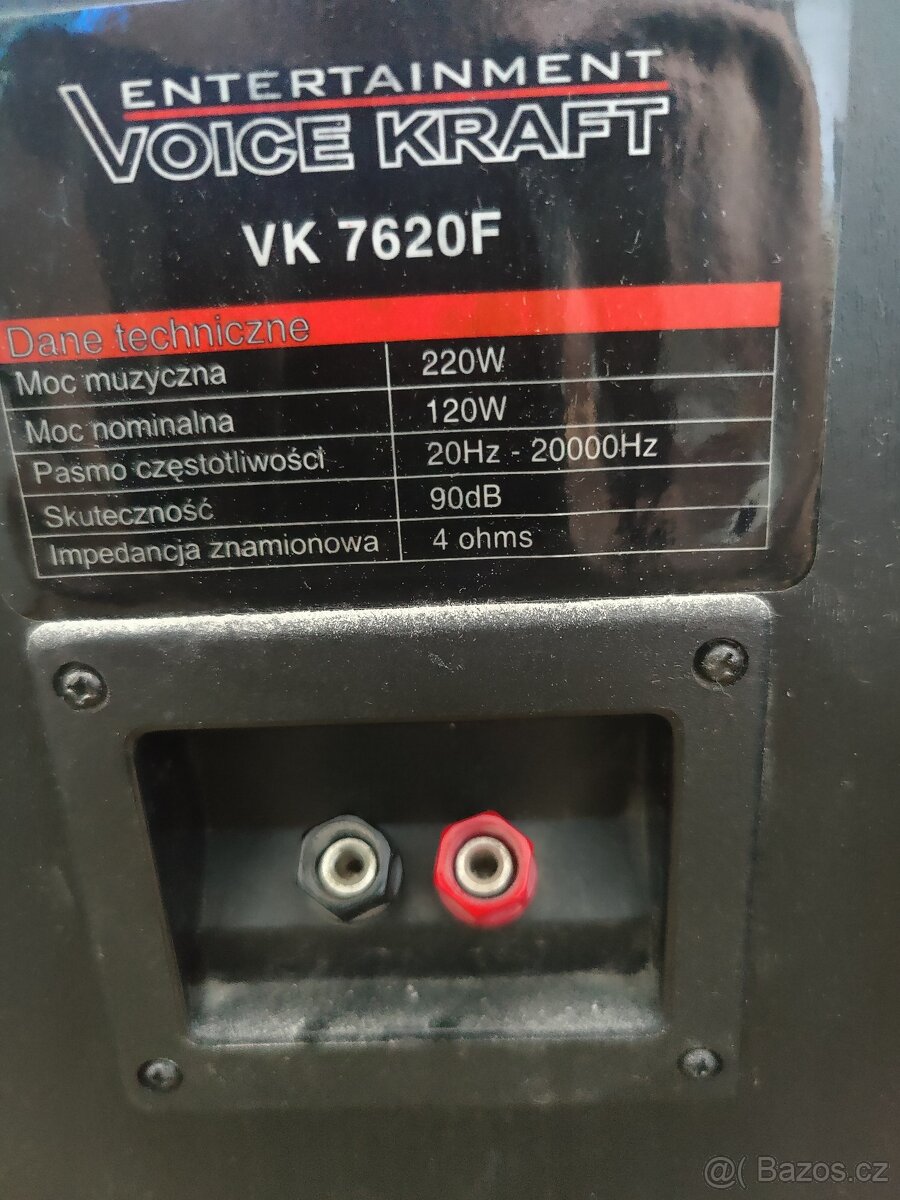 ENTERTAINMENT
VOICE KRAFT
VK 7620F
Dane techniczne
Moc muzyczna 220W
Moc nominalna 120W
Pasmo częstotliwości 20Hz - 20000Hz
Skuteczność 90dB
Impedancja znamionowa 4 ohms
@( Bazos.cz